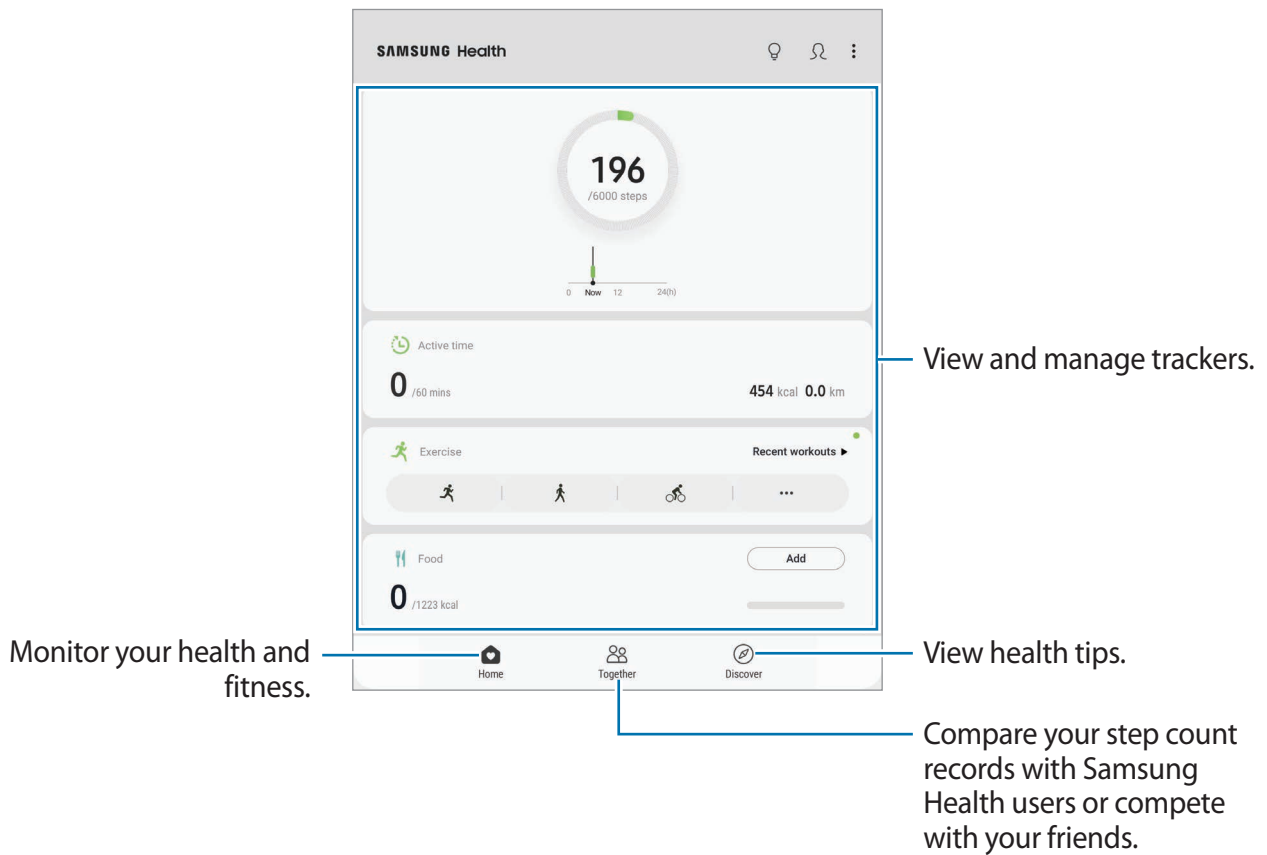 SAMSUNG Health
196
/6000 steps
0 Now 12 24(h)
Active time
0 /60 mins
454 kcal 0.0 km
View and manage trackers.
Exercise
Recent workouts
Food
Add
0 /1223 kcal
Monitor your health and
fitness.
Home
Together
Discover
View health tips.
Compare your step count
records with Samsung
Health users or compete
with your friends.